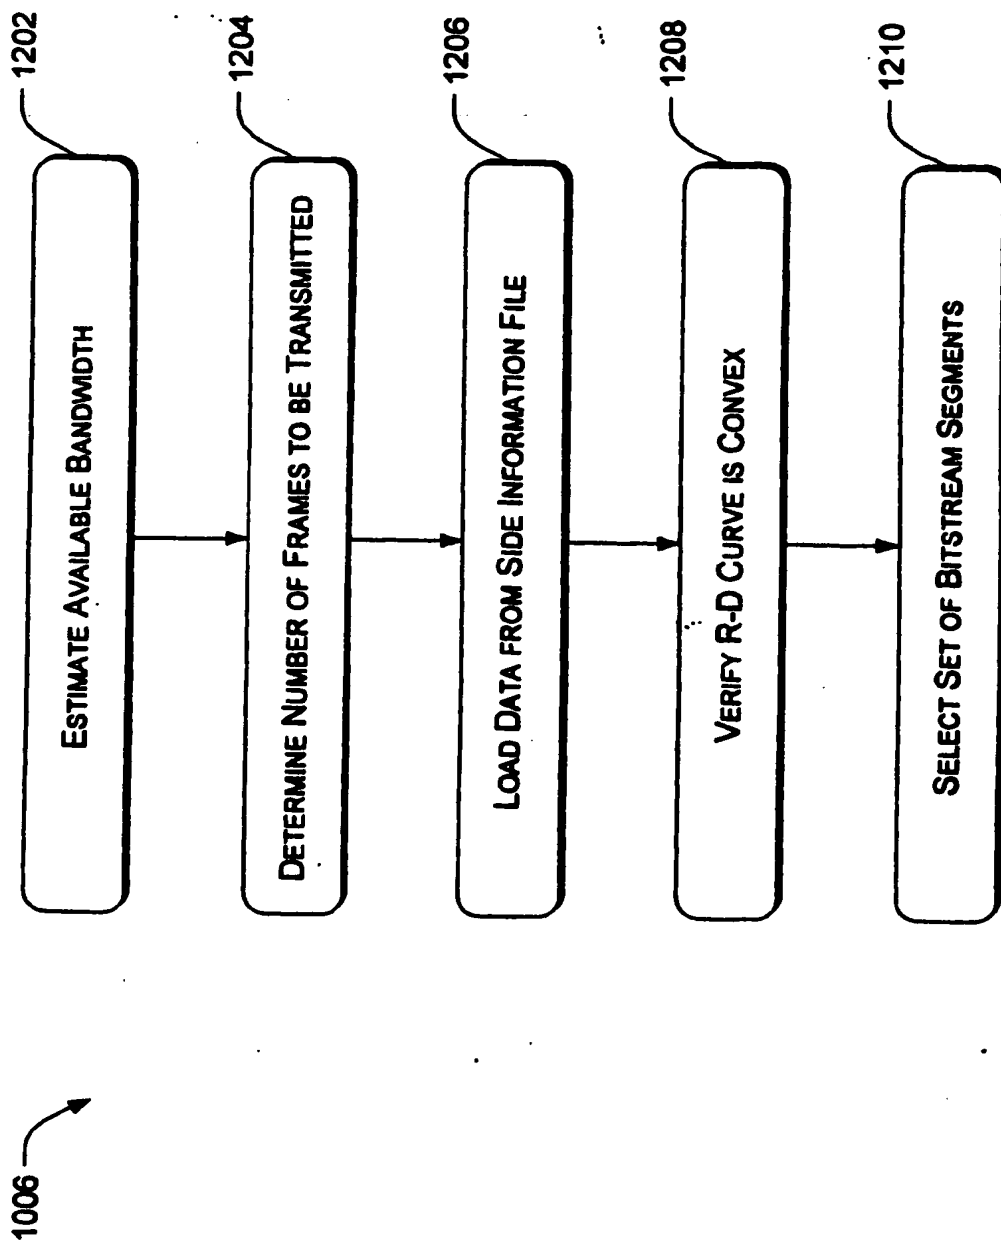 1006
1202
ESTIMATE AVAILABLE BANDWIDTH
1204
DETERMINE NUMBER OF FRAMES TO BE TRANSMITTED
1206
LOAD DATA FROM SIDE INFORMATION FILE
1208
VERIFY R-D CURVE IS CONVEX
1210
SELECT SET OF BITSTREAM SEGMENTS